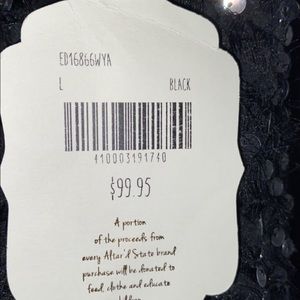 ED16866WYA
L BLACK
410003191740
$99.95
A portion
of the proceeds from
every Altar'd State brand
purchase will be donated to
feed, clothe and educate